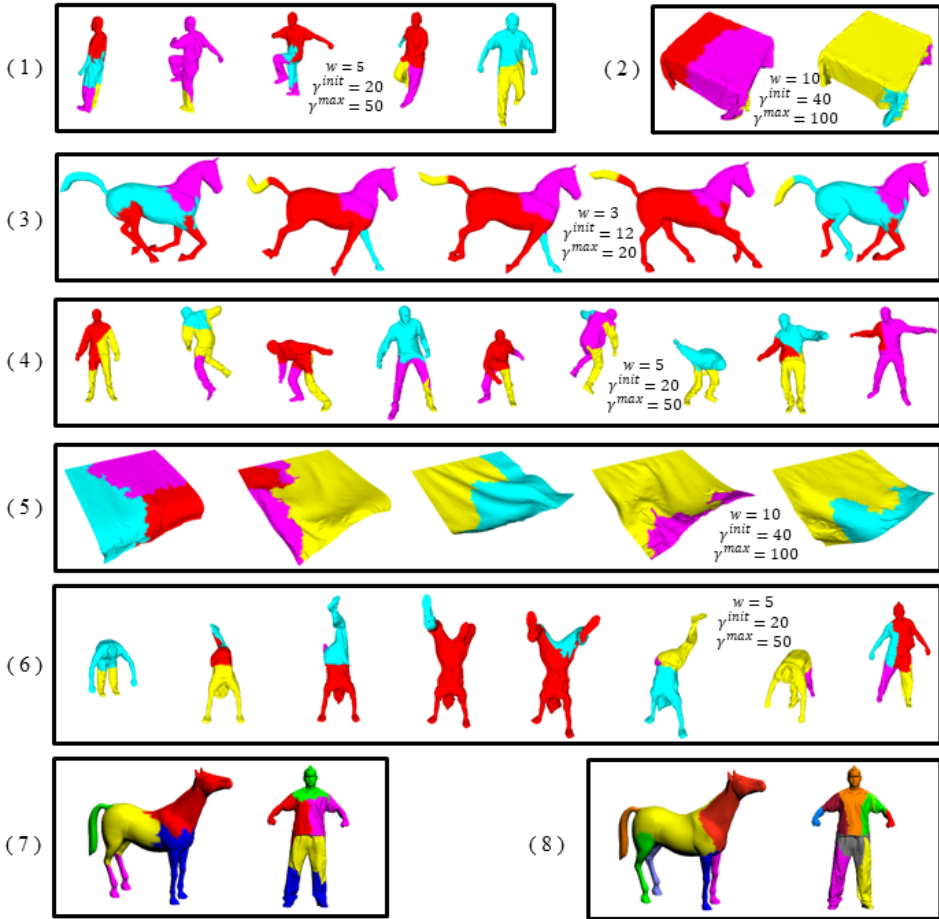 ( 1 )
w = 5
γ^init = 20
γ^max = 50
( 2 )
w = 10
γ^init = 40
γ^max = 100
( 3 )
w = 3
γ^init = 12
γ^max = 20
( 4 )
w = 5
γ^init = 20
γ^max = 50
( 5 )
w = 10
γ^init = 40
γ^max = 100
( 6 )
w = 5
γ^init = 20
γ^max = 50
( 7 )
( 8 )